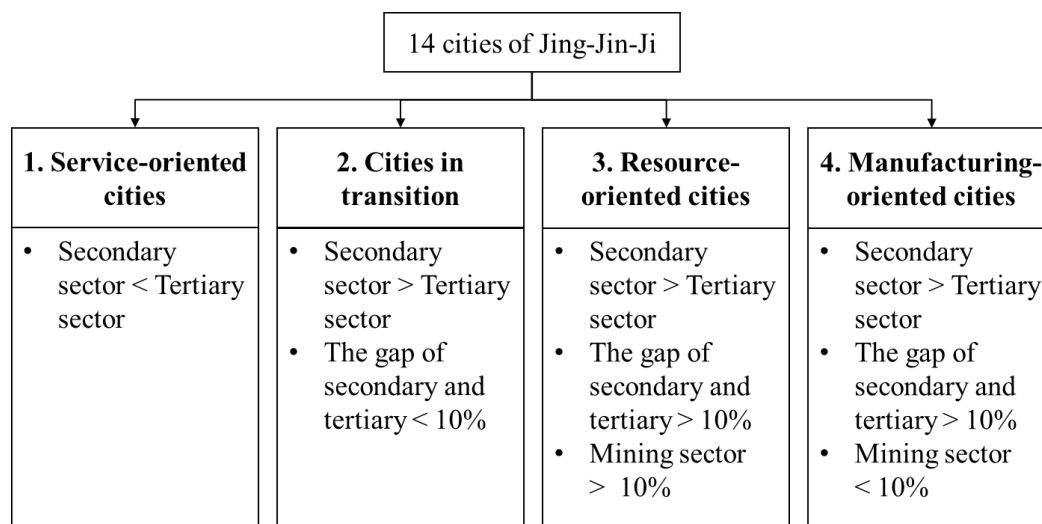 14 cities of Jing-Jin-Ji
1. Service-oriented
cities
• Secondary
sector < Tertiary
sector
2. Cities in
transition
• Secondary
sector > Tertiary
sector
• The gap of
secondary and
tertiary < 10%
3. Resource-
oriented cities
• Secondary
sector > Tertiary
sector
• The gap of
secondary and
tertiary > 10%
• Mining sector
> 10%
4. Manufacturing-
oriented cities
• Secondary
sector > Tertiary
sector
• The gap of
secondary and
tertiary > 10%
• Mining sector
< 10%